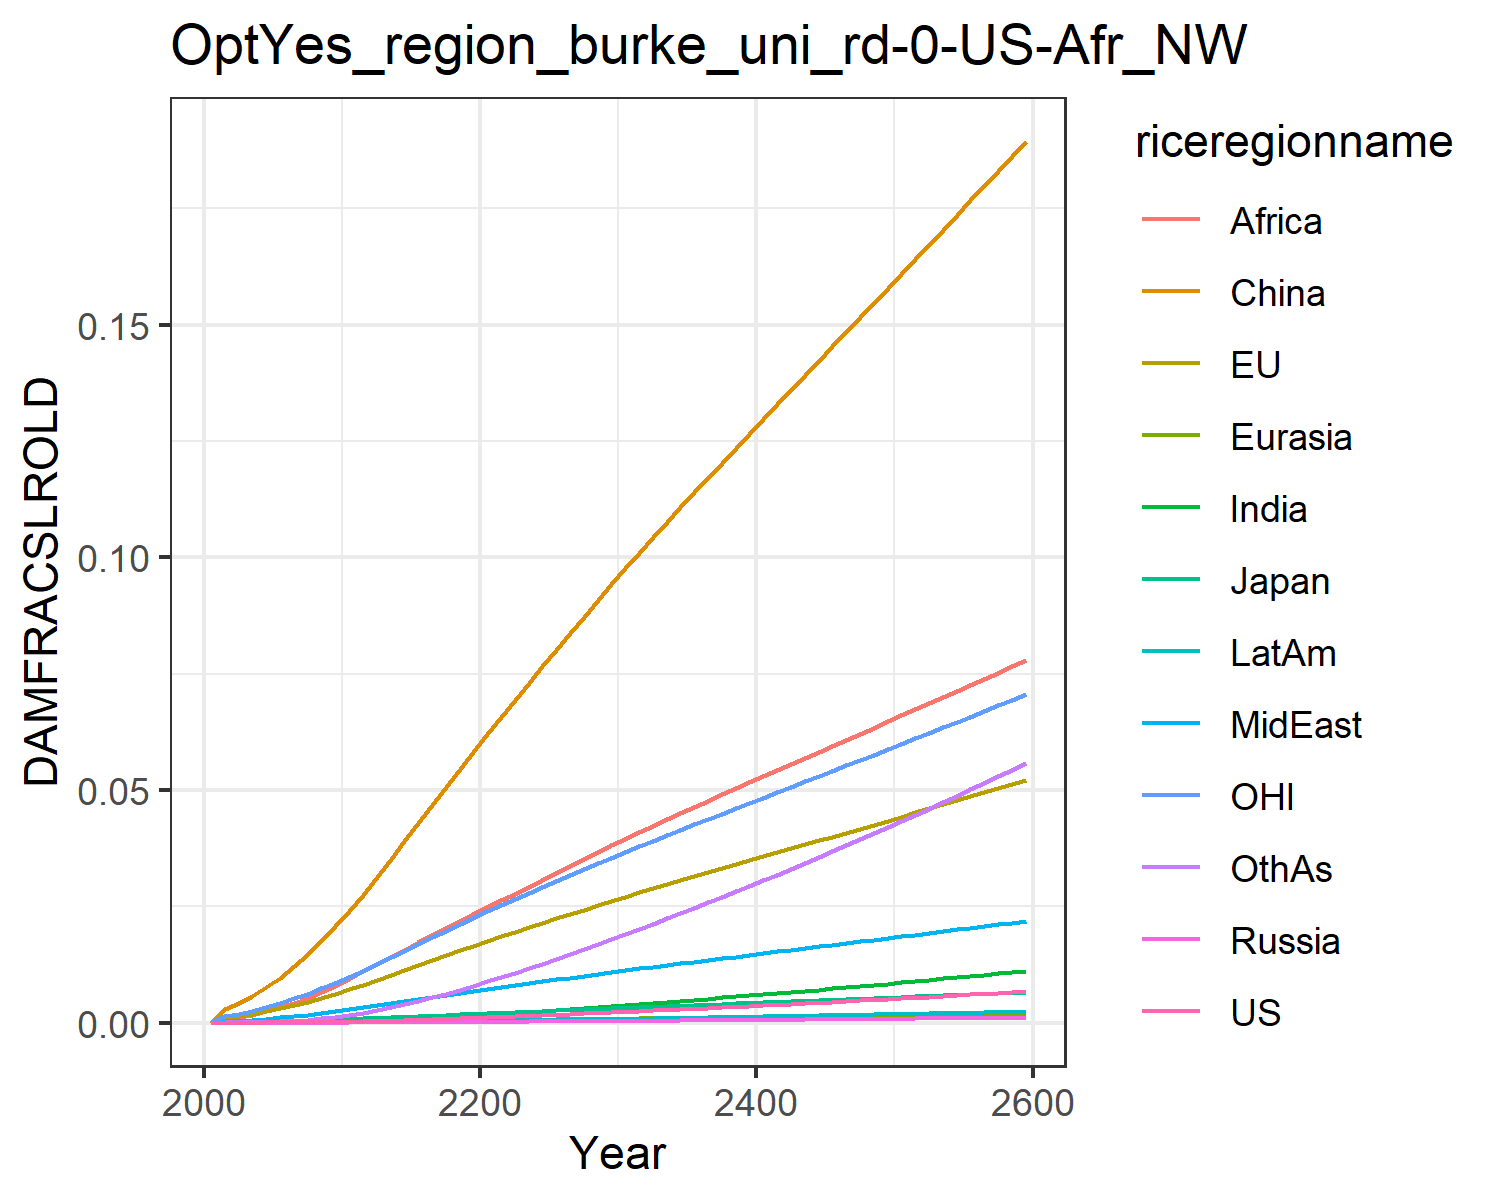 OptYes_region_burke_uni_rd-0-US-Afr_NW
DAMFRACSLROLD
0.15
0.10
0.05
0.00
2000 2200 2400 2600
Year
riceregionname
Africa
China
EU
Eurasia
India
Japan
LatAm
MidEast
OHI
OthAs
Russia
US